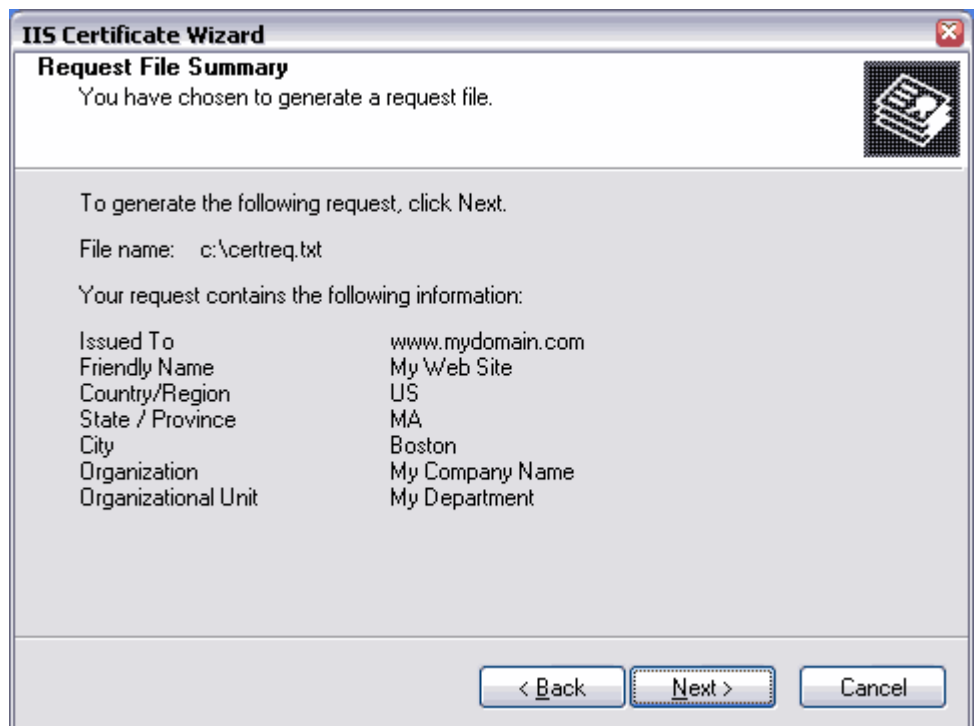 IIS Certificate Wizard
Request File Summary
You have chosen to generate a request file.
To generate the following request, click Next.
File name: c:\certreq.txt
Your request contains the following information:
Issued To www.mydomain.com
Friendly Name My Web Site
Country/Region US
State / Province MA
City Boston
Organization My Company Name
Organizational Unit My Department
< Back Next > Cancel